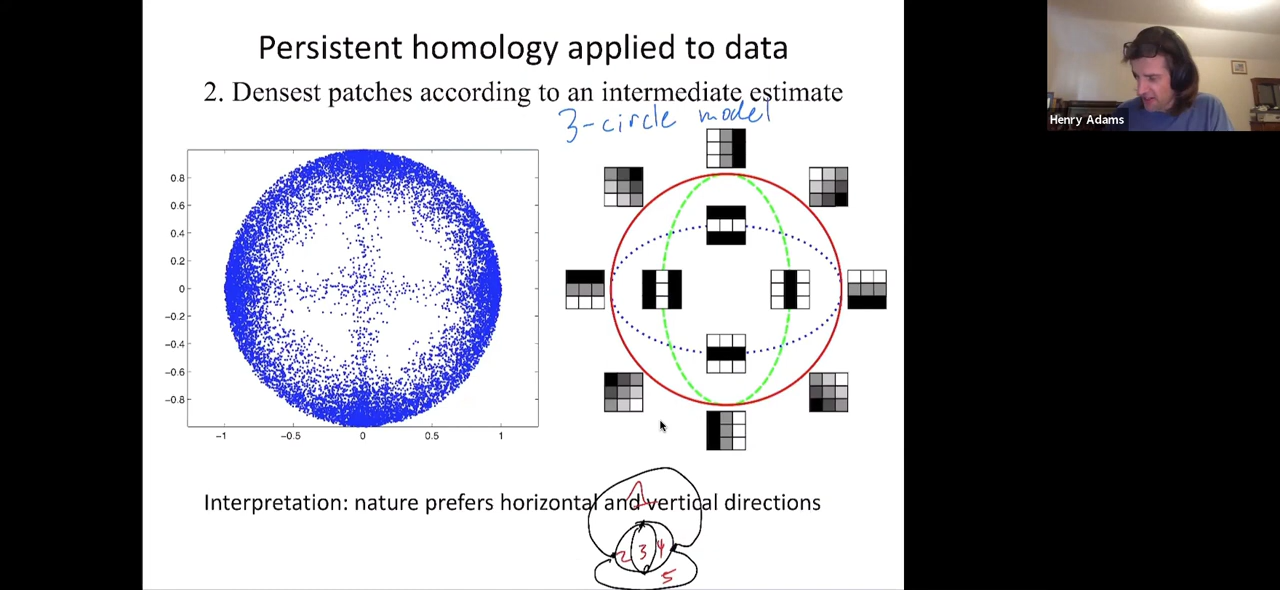 Persistent homology applied to data
2. Densest patches according to an intermediate estimate
3-circle model
Henry Adams
0.8
0.6
0.4
0.2
0
−0.2
−0.4
−0.6
−0.8
−1
−0.5
0
0.5
1
Interpretation: nature prefers horizontal and vertical directions
1
2 3 4
5